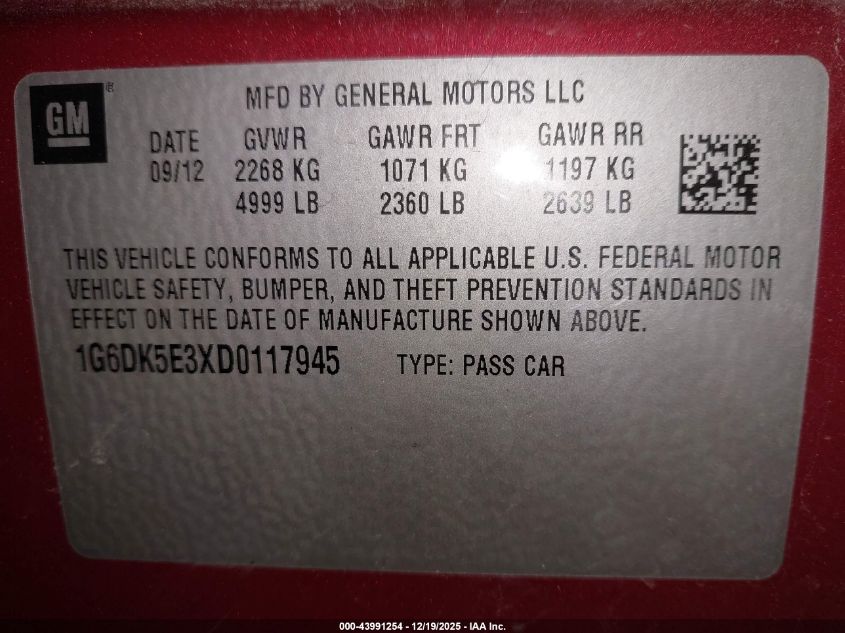 GM ®
MFD BY GENERAL MOTORS LLC
DATE GVWR GAWR FRT GAWR RR
09/12 2268 KG 1071 KG 1197 KG
4999 LB 2360 LB 2639 LB
THIS VEHICLE CONFORMS TO ALL APPLICABLE U.S. FEDERAL MOTOR
VEHICLE SAFETY, BUMPER, AND THEFT PREVENTION STANDARDS IN
EFFECT ON THE DATE OF MANUFACTURE SHOWN ABOVE.
1G6DK5E3XD0117945 TYPE: PASS CAR
000-43991254 - 12/19/2025 - IAA Inc.